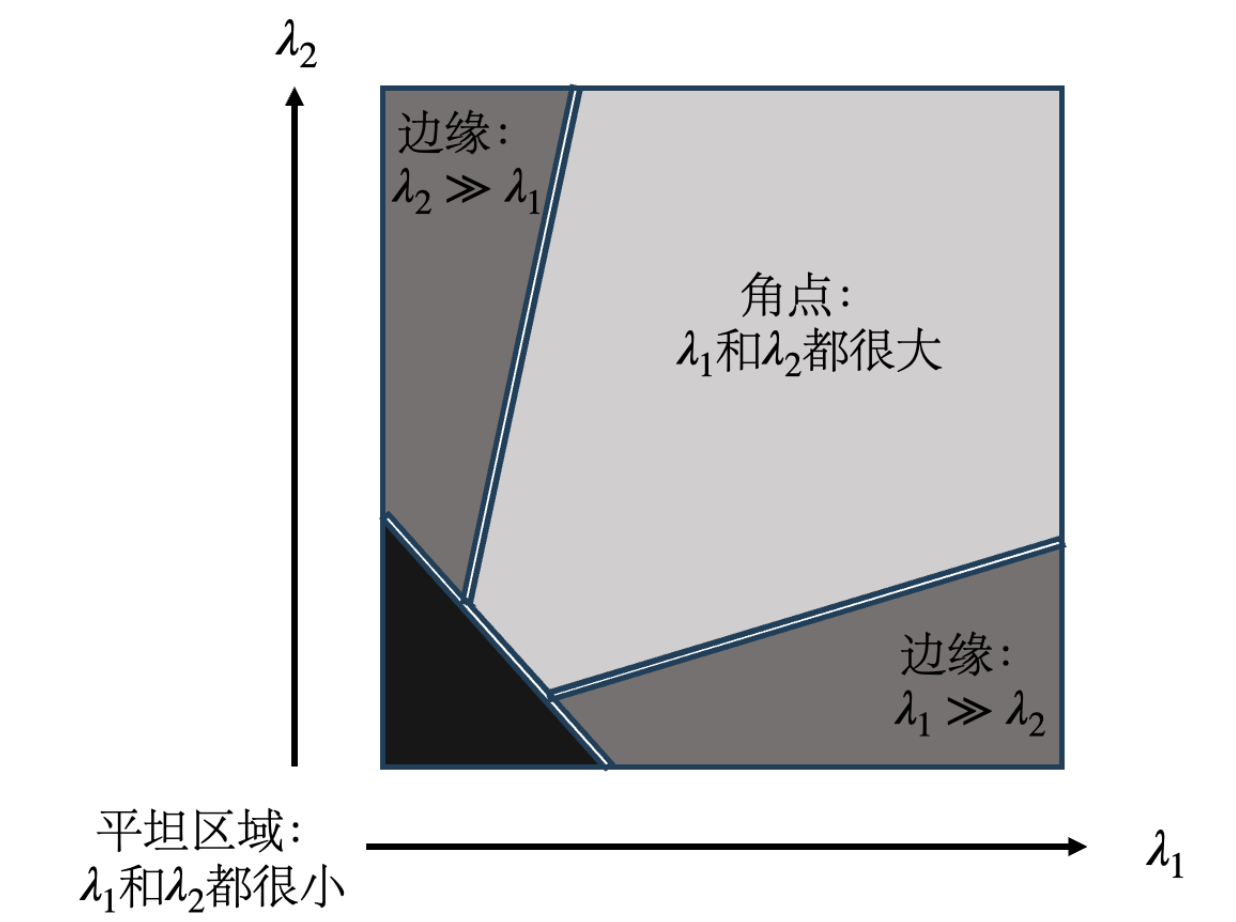 λ₂
边缘：
λ₂ ≫ λ₁
角点：
λ₁和λ₂都很大
边缘：
λ₁ ≫ λ₂
平坦区域：
λ₁和λ₂都很小
λ₁